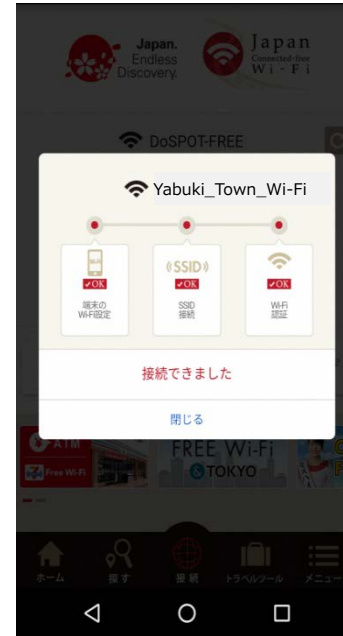 Japan.
Endless
Discovery.
Japan
Connected-free
Wi-Fi
DoSPOT-FREE
Yabuki_Town_Wi-Fi
((SSID))
✓OK
✓OK
✓OK
端末の
Wi-Fi設定
SSID
接続
Wi-Fi
認証
接続できました
閉じる
ATM
Free Wi-Fi
FREE Wi-Fi
& TOKYO
ホーム
探す
接続
トラベルツール
メニュー